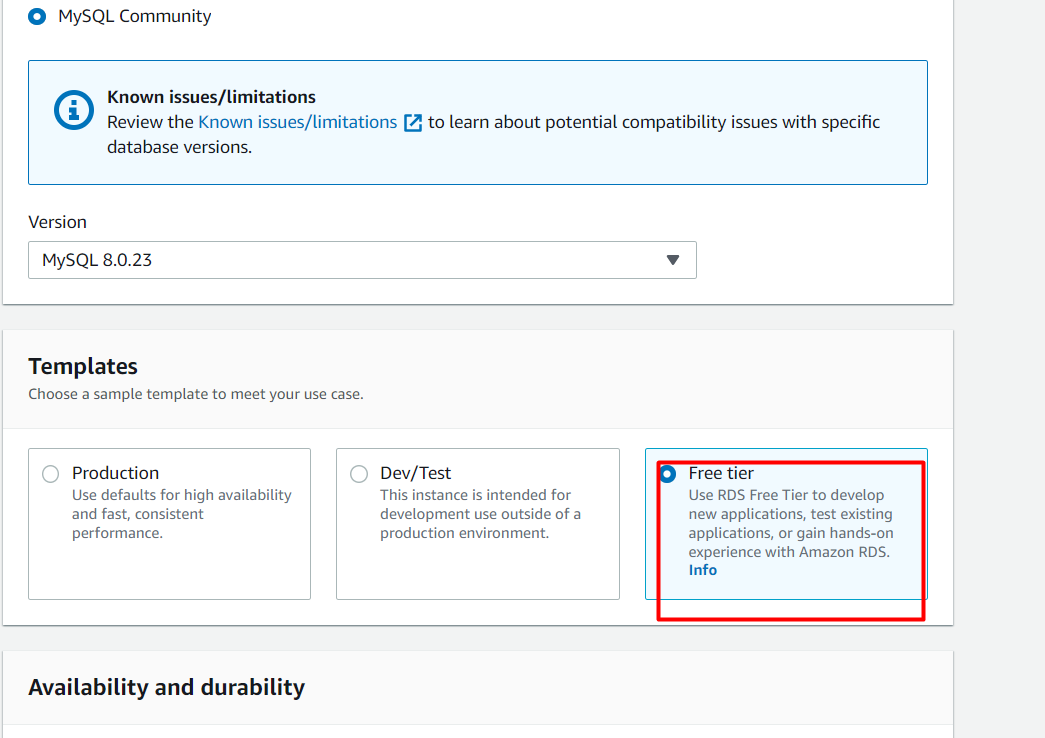 MySQL Community
Known issues/limitations
Review the Known issues/limitations to learn about potential compatibility issues with specific
database versions.
Version
MySQL 8.0.23
Templates
Choose a sample template to meet your use case.
Production
Use defaults for high availability
and fast, consistent
performance.
Dev/Test
This instance is intended for
development use outside of a
production environment.
Free tier
Use RDS Free Tier to develop
new applications, test existing
applications, or gain hands-on
experience with Amazon RDS.
Info
Availability and durability